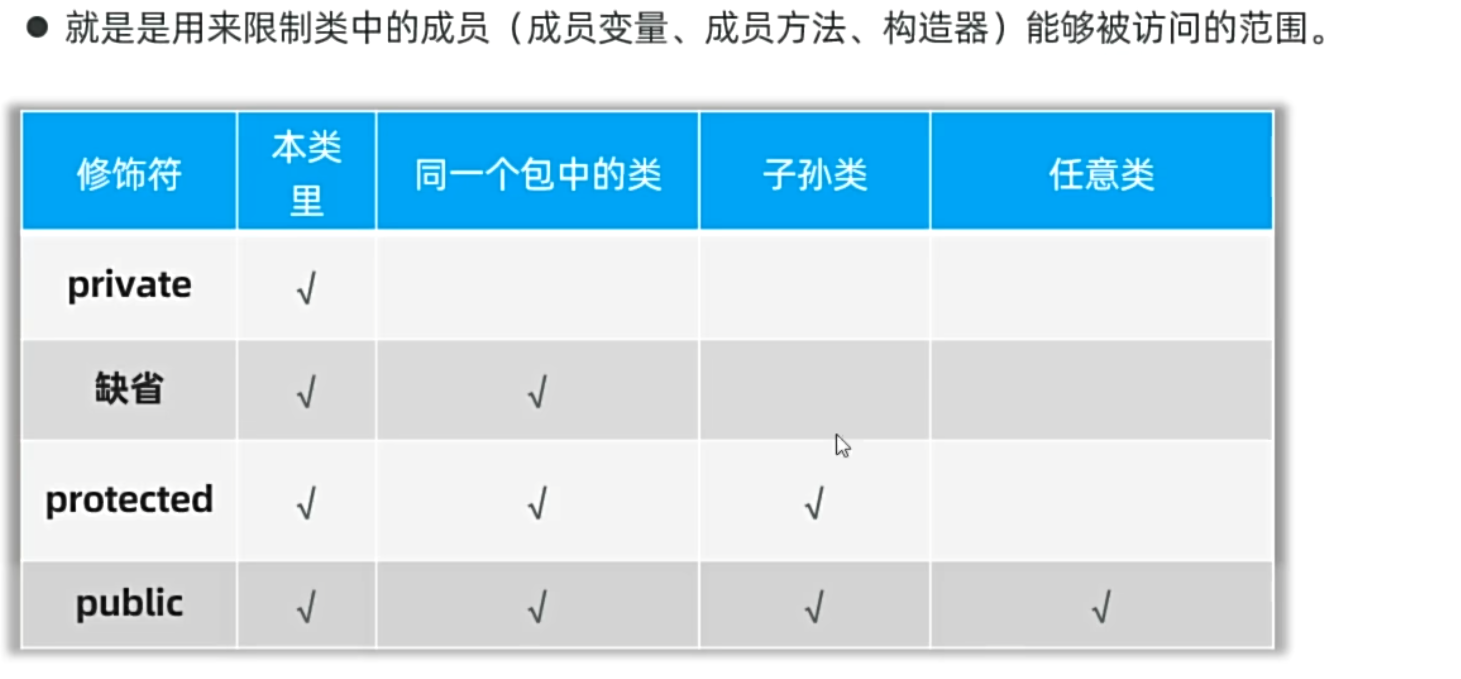 ● 就是是用来限制类中的成员（成员变量、成员方法、构造器）能够被访问的范围。
修饰符 本类里 同一个包中的类 子孙类 任意类
private √
缺省 √ √
protected √ √ √
public √ √ √ √